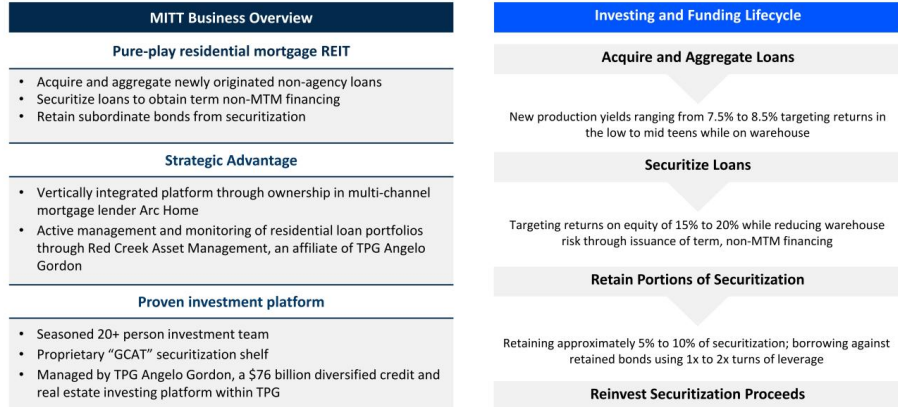 MITT Business Overview
Pure-play residential mortgage REIT
• Acquire and aggregate newly originated non-agency loans
• Securitize loans to obtain term non-MTM financing
• Retain subordinate bonds from securitization
Strategic Advantage
• Vertically integrated platform through ownership in multi-channel
mortgage lender Arc Home
• Active management and monitoring of residential loan portfolios
through Red Creek Asset Management, an affiliate of TPG Angelo
Gordon
Proven investment platform
• Seasoned 20+ person investment team
• Proprietary “GCAT” securitization shelf
• Managed by TPG Angelo Gordon, a $76 billion diversified credit and
real estate investing platform within TPG
Investing and Funding Lifecycle
Acquire and Aggregate Loans
New production yields ranging from 7.5% to 8.5% targeting returns in
the low to mid teens while on warehouse
Securitize Loans
Targeting returns on equity of 15% to 20% while reducing warehouse
risk through issuance of term, non-MTM financing
Retain Portions of Securitization
Retaining approximately 5% to 10% of securitization; borrowing against
retained bonds using 1x to 2x turns of leverage
Reinvest Securitization Proceeds